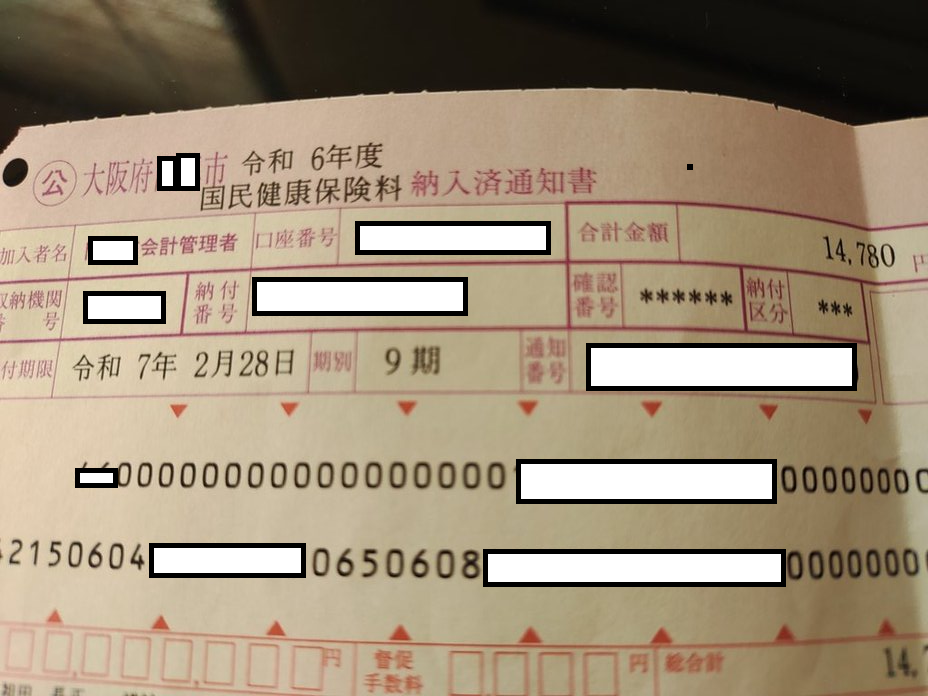 公 大阪府 市 令和 6年度
国民健康保険料 納入済通知書
加入者名 会計管理者 口座番号 合計金額 14,780 円
収納機関番号 納付番号 確認番号 ****** 納付区分 ***
付期限 令和 7年 2月28日 期別 9 期 通知番号
2150604 0650608
円 督促手数料 円 総合計 14,